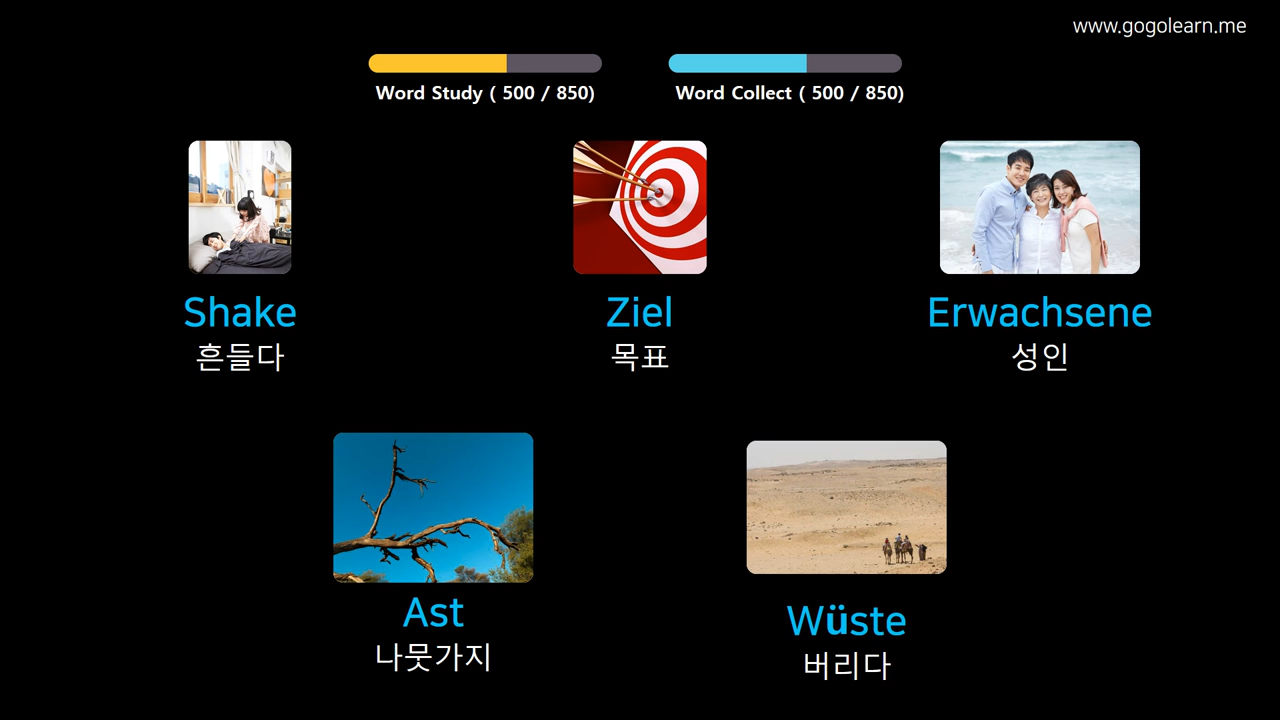 www.gogolearn.me
Word Study ( 500 / 850)
Word Collect ( 500 / 850)
Shake
흔들다
Ziel
목표
Erwachsene
성인
Ast
나뭇가지
Wüste
버리다